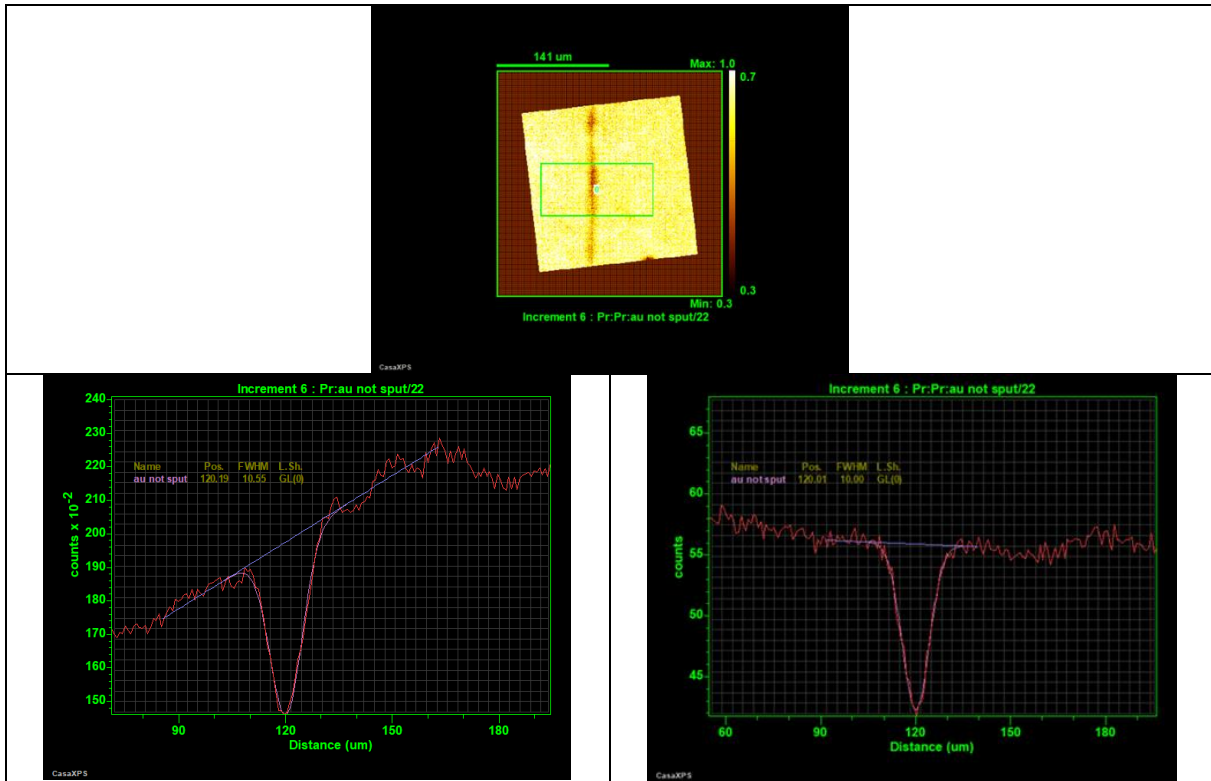 141 um
Max: 1.0
0.7
0.3
Min: 0.3
Increment 6 : Pr:Pr:au not sput/22
CasaXPS
Increment 6 : Pr:au not sput/22
240
230
220
210
200
190
180
170
160
150
counts x 10-2
Name Pos. FWHM L.Sh.
au not sput 120.19 10.55 GL(0)
90 120 150 180
Distance (um)
CasaXPS
Increment 6 : Pr:Pr:au not sput/22
65
60
55
50
45
counts
Name Pos. FWHM L.Sh.
au not sput 120.01 10.00 GL(0)
60 90 120 150 180
Distance (um)
CasaXPS